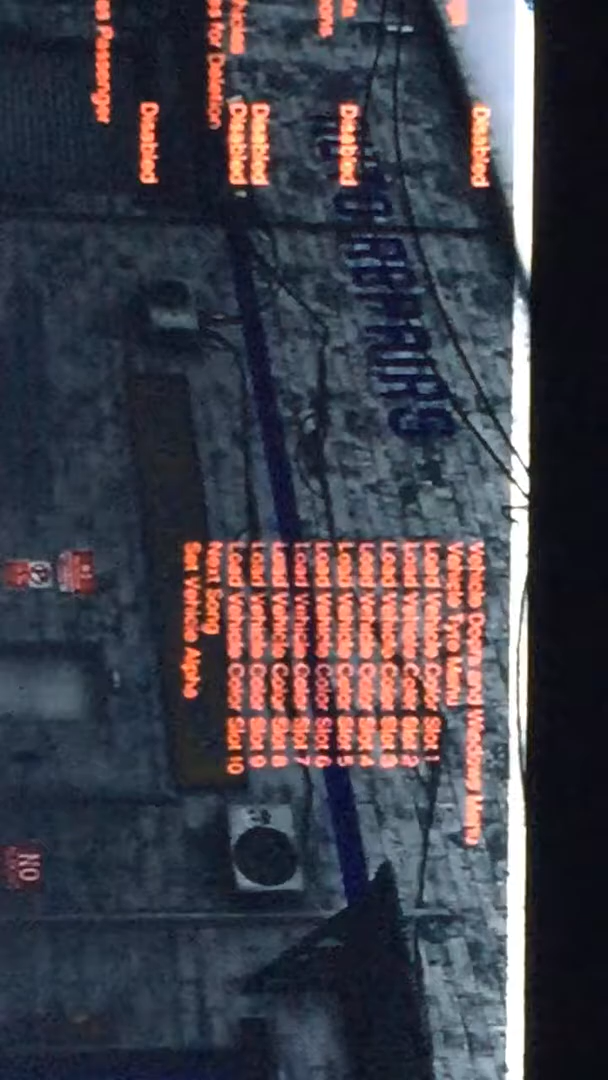 Disabled
Disabled
Disabled
for Deletion
Disabled
Disabled
Passenger
REPAIRS
Vehicle Doors and Windows Menu
Vehicle Tyre Menu
Load Vehicle Color Slot 1
Load Vehicle Color Slot 2
Load Vehicle Color Slot 3
Load Vehicle Color Slot 4
Load Vehicle Color Slot 5
Load Vehicle Color Slot 6
Load Vehicle Color Slot 7
Load Vehicle Color Slot 8
Load Vehicle Color Slot 9
Load Vehicle Color Slot 10
Next Song
Set Vehicle Alpha
NO